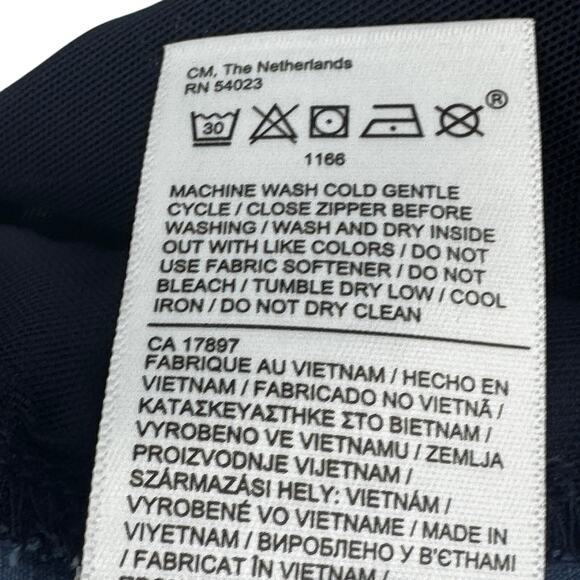 CM, The Netherlands
RN 54023
30
®
1166
MACHINE WASH COLD GENTLE
CYCLE / CLOSE ZIPPER BEFORE
WASHING / WASH AND DRY INSIDE
OUT WITH LIKE COLORS / DO NOT
USE FABRIC SOFTENER / DO NOT
BLEACH / TUMBLE DRY LOW / COOL
IRON / DO NOT DRY CLEAN
CA 17897
FABRIQUE AU VIETNAM / HECHO EN
VIETNAM / FABRICADO NO VIETNÃ /
ΚΑΤΑΣΚΕΥΑΣΤΗΚΕ ΣΤΟ ΒΙΕΤΝΑΜ /
VYROBENO VE VIETNAMU / ZEMLJA
PROIZVODNJE VIJETNAM /
SZÁRMAZÁSI HELY: VIETNÁM /
VYROBENÉ VO VIETNAME / MADE IN
VIYETNAM / ВИРОБЛЕНО У В'ЄТНАМІ
/ FABRICAT ÎN VIETNAM /